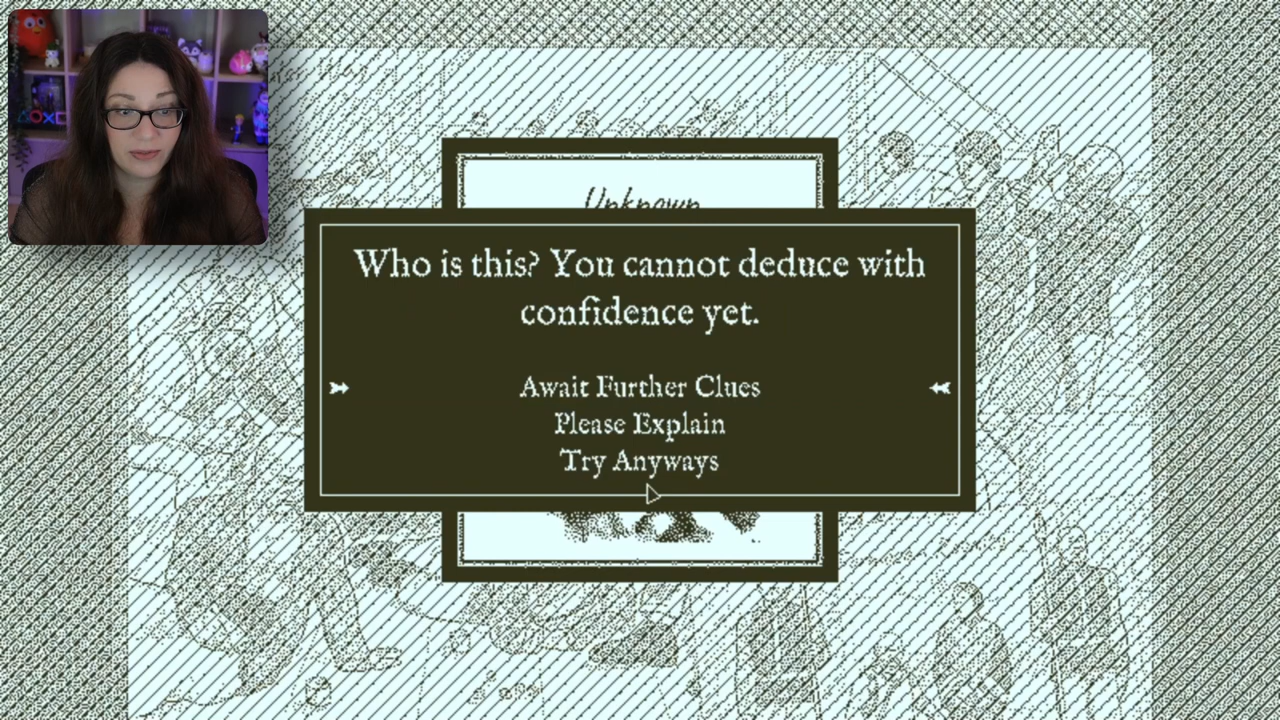 Unknown
Who is this? You cannot deduce with
confidence yet.
Await Further Clues
Please Explain
Try Anyways